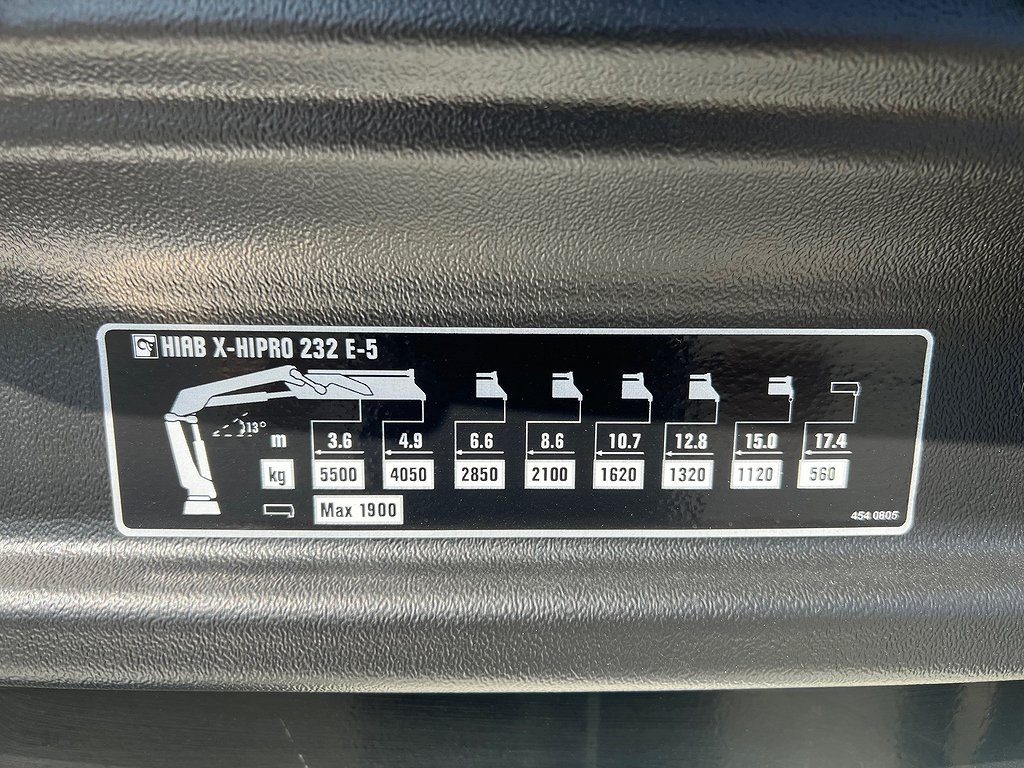 HIAB X-HIPRO 232 E-5
13°
m 3.6 4.9 6.6 8.6 10.7 12.8 15.0 17.4
kg 5500 4050 2850 2100 1620 1320 1120 560
Max 1900
454 0805